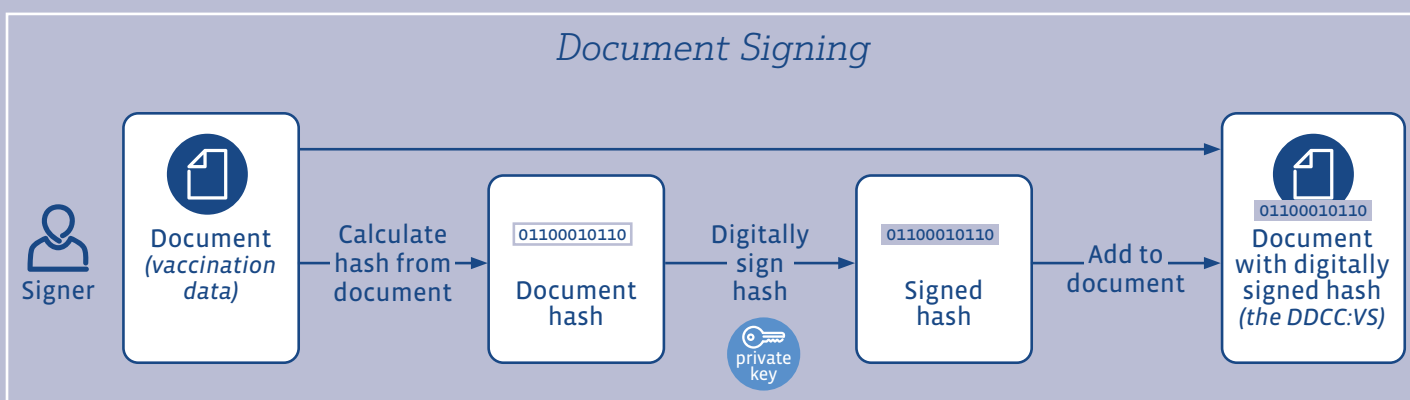 Document Signing
Signer
Document
(vaccination
data)
Calculate
hash from
document
01100010110
Document
hash
Digitally
sign
hash
private
key
01100010110
Signed
hash
Add to
document
01100010110
Document
with digitally
signed hash
(the DDCC:VS)